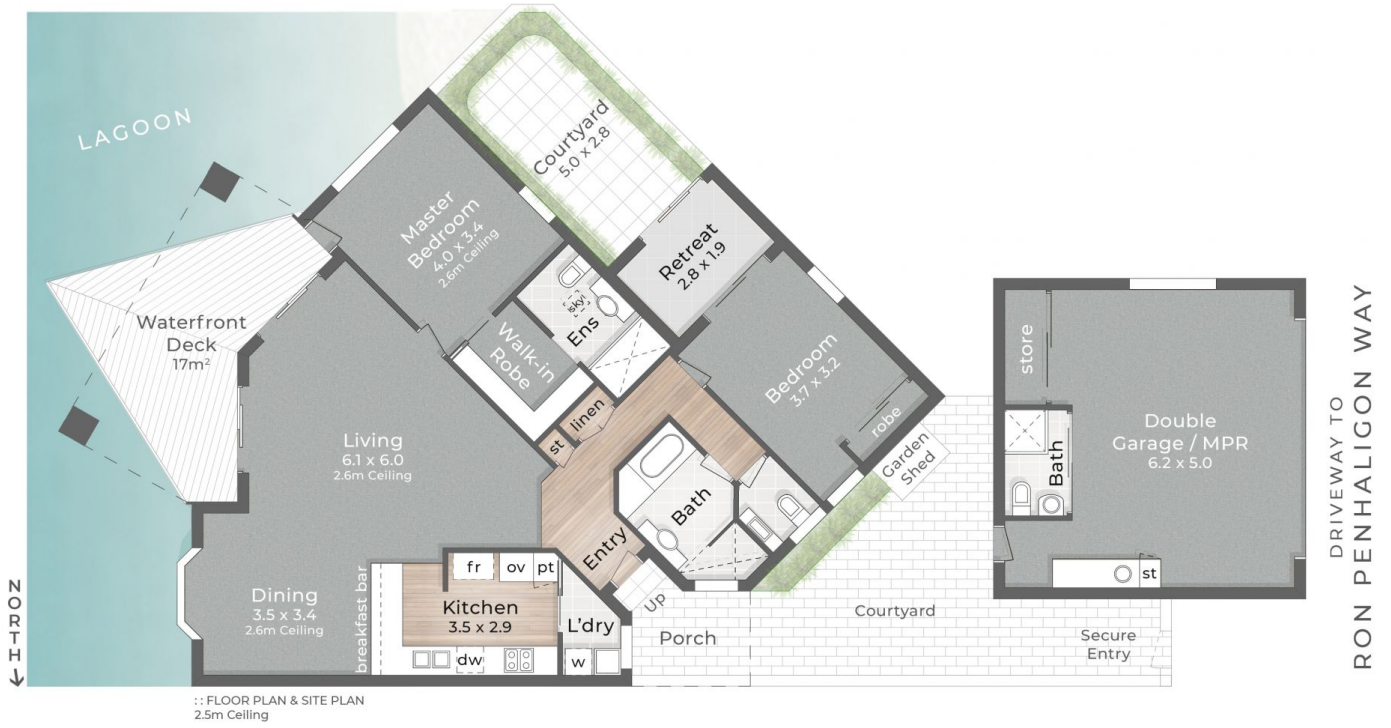 LAGOON
Courtyard
5.0 x 2.8
Master
Bedroom
4.0 x 3.4
2.6m Ceiling
Retreat
2.8 x 1.9
sky
Ens
Walk-in
Robe
Waterfront
Deck
17m²
Bedroom
3.7 x 3.2
robe
Garden
Shed
linen
st
Living
6.1 x 6.0
2.6m Ceiling
Bath
Entry
Up
fr
ov
pt
Kitchen
3.5 x 2.9
breakfast bar
dw
L'dry
w
Dining
3.5 x 3.4
2.6m Ceiling
Porch
Courtyard
Secure
Entry
store
Bath
Double
Garage / MPR
6.2 x 5.0
st
DRIVEWAY TO
RON PENHALIGON WAY
NORTH
:: FLOOR PLAN & SITE PLAN
2.5m Ceiling